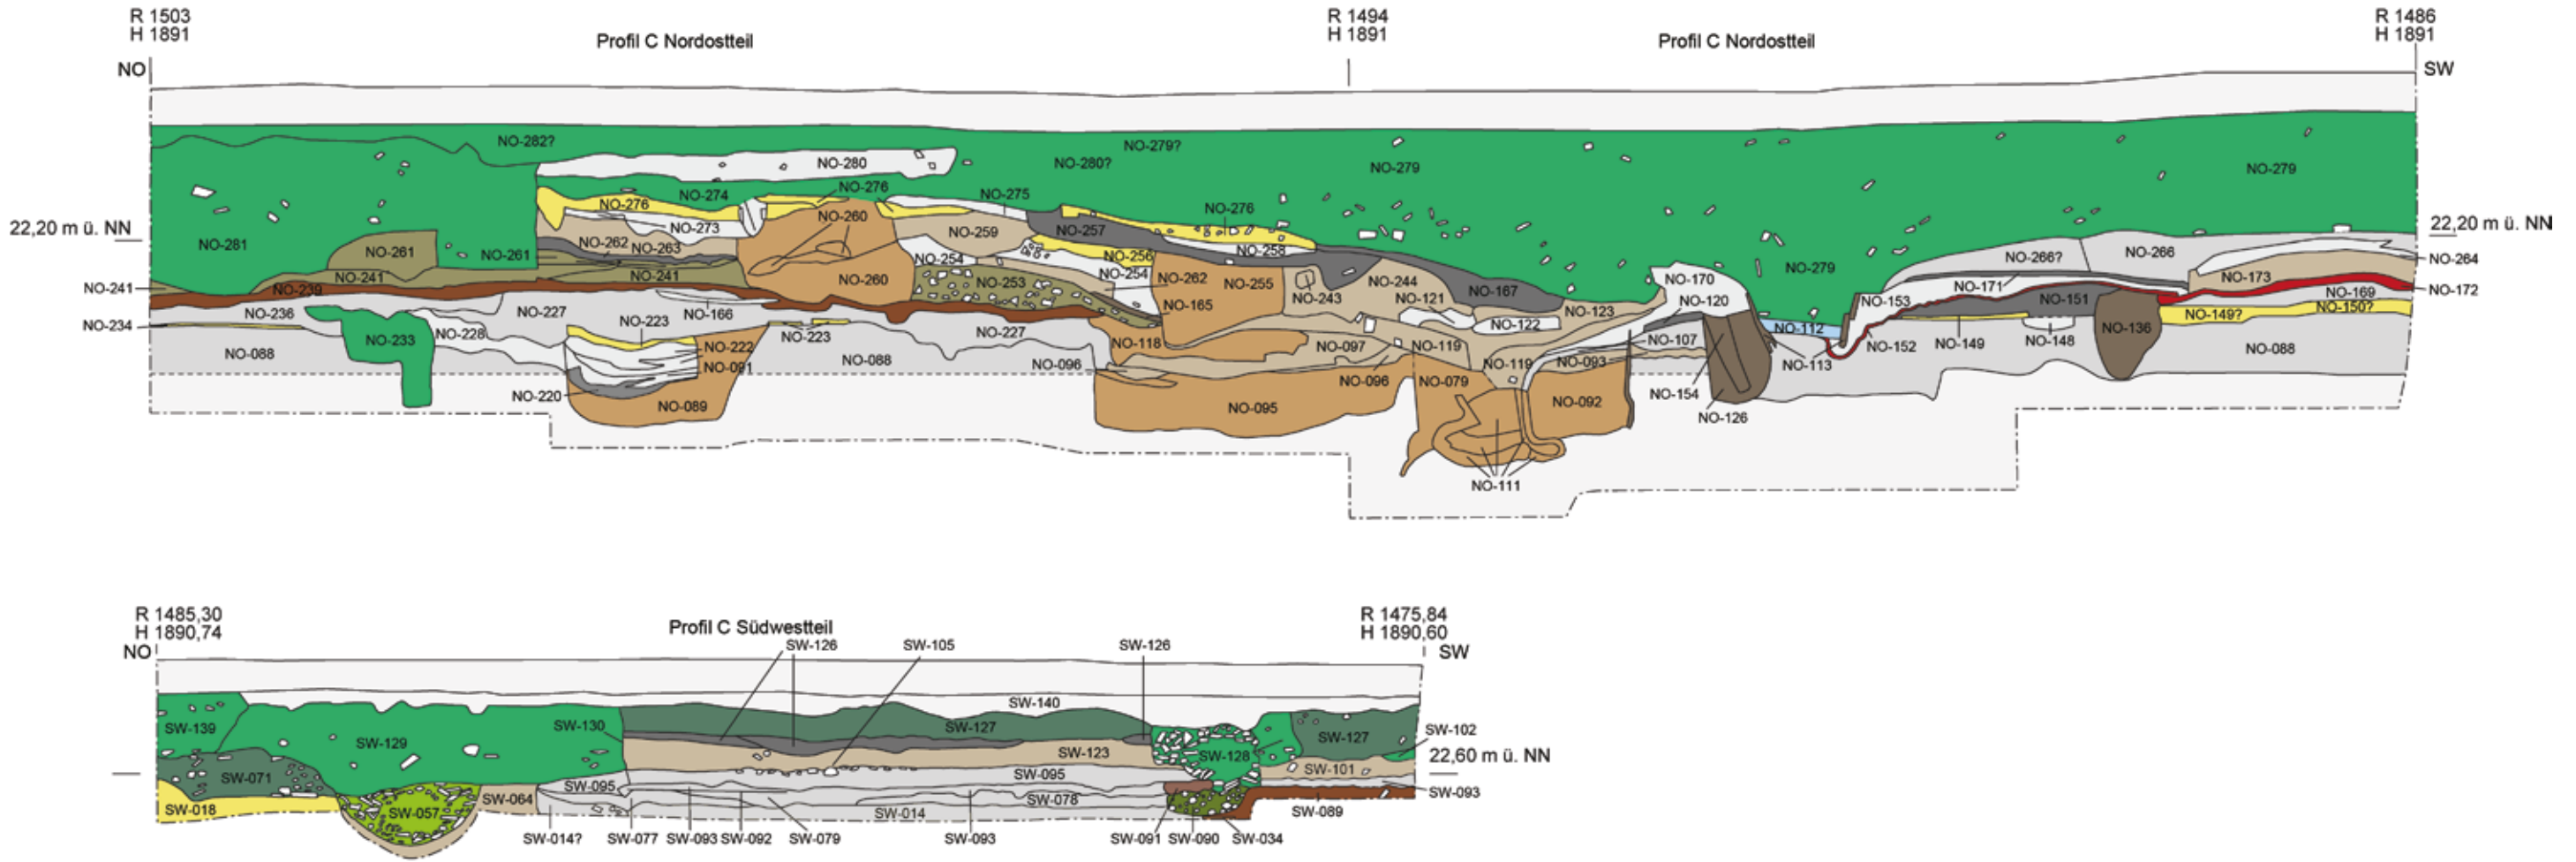 R 1503
H 1891
R 1494
H 1891
R 1486
H 1891
Profil C Nordostteil
Profil C Nordostteil
NO
SW
NO-282?
NO-279?
NO-280
NO-280?
NO-279
NO-279
NO-274
NO-276
NO-275
NO-276
NO-260
NO-276
NO-273
NO-259
NO-257
22,20 m ü. NN
22,20 m ü. NN
NO-281
NO-261
NO-261
NO-262
NO-263
NO-254
NO-256
NO-258
NO-266?
NO-266
NO-264
NO-241
NO-241
NO-260
NO-253
NO-254
NO-262
NO-255
NO-244
NO-279
NO-170
NO-173
NO-241
NO-239
NO-243
NO-121
NO-167
NO-171
NO-172
NO-169
NO-236
NO-227
NO-166
NO-165
NO-123
NO-120
NO-153
NO-151
NO-150?
NO-234
NO-228
NO-223
NO-223
NO-227
NO-122
NO-112
NO-136
NO-149?
NO-233
NO-222
NO-118
NO-097
NO-119
NO-107
NO-152
NO-149
NO-148
NO-088
NO-091
NO-088
NO-096
NO-119
NO-093
NO-113
NO-088
NO-096
NO-079
NO-220
NO-089
NO-095
NO-092
NO-154
NO-126
NO-111
R 1485,30
H 1890,74
R 1475,84
H 1890,60
Profil C Südwestteil
NO
SW
SW-126
SW-105
SW-126
SW-140
SW-139
SW-130
SW-127
SW-127
SW-102
SW-129
SW-123
SW-128
22,60 m ü. NN
SW-071
SW-095
SW-101
SW-018
SW-057
SW-064
SW-095
SW-078
SW-093
SW-014
SW-089
SW-014?
SW-077
SW-093
SW-092
SW-079
SW-093
SW-091
SW-090
SW-034